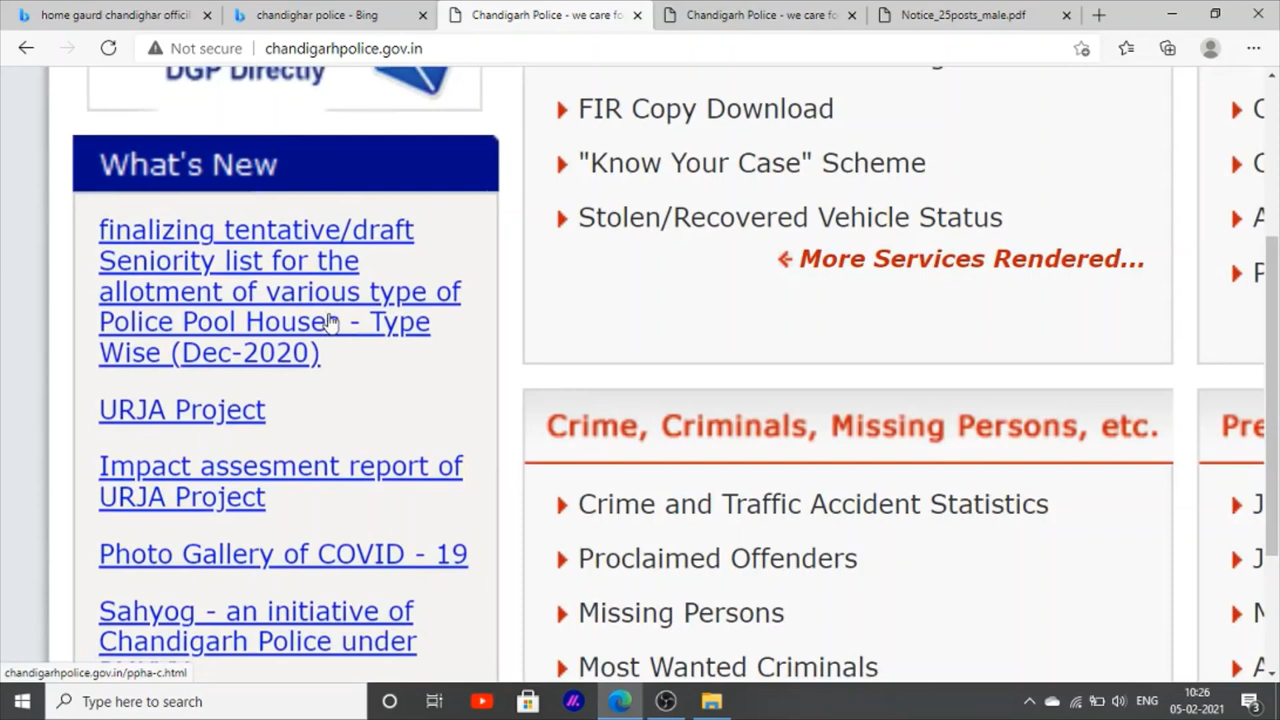 home gaurd chandighar officil
chandighar police - Bing
Chandigarh Police - we care fo
Chandigarh Police - we care fo
Notice_25posts_male.pdf
Not secure
chandigarhpolice.gov.in
DGP Directly
What's New
finalizing tentative/draft
Seniority list for the
allotment of various type of
Police Pool Houses - Type
Wise (Dec-2020)
URJA Project
Impact assesment report of
URJA Project
Photo Gallery of COVID - 19
Sahyog - an initiative of
Chandigarh Police under
FIR Copy Download
"Know Your Case" Scheme
Stolen/Recovered Vehicle Status
More Services Rendered...
Crime, Criminals, Missing Persons, etc.
Crime and Traffic Accident Statistics
Proclaimed Offenders
Missing Persons
Most Wanted Criminals
Pre
chandigarhpolice.gov.in/ppha-c.html
Type here to search
ENG
10:26
05-02-2021
3